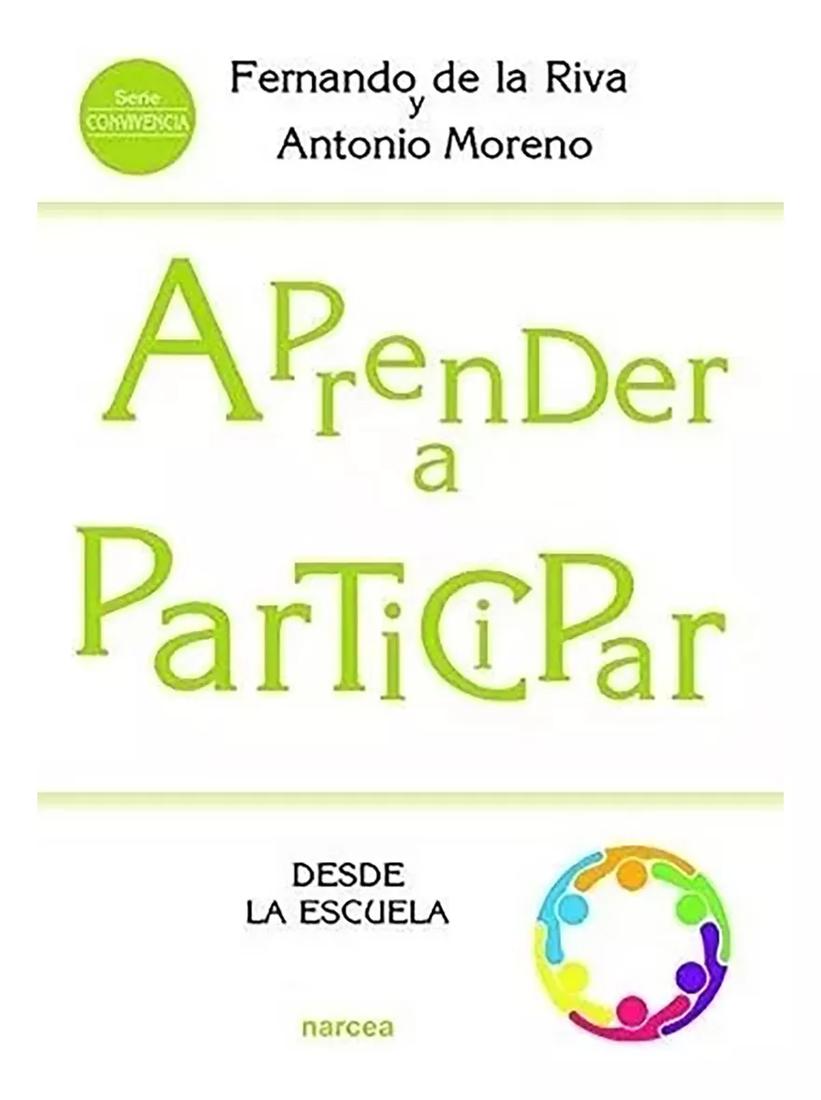 Serie
CONVIVENCIA
Fernando de la Riva
y
Antonio Moreno
APrenDer
a
ParTiCiPar
DESDE
LA ESCUELA
narcea